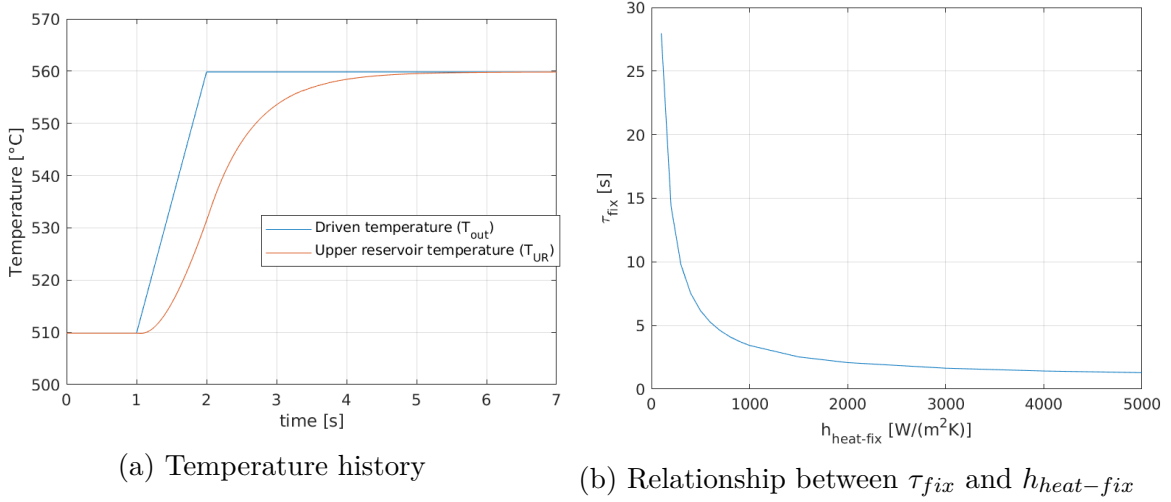 570
560
550
540
530
520
510
500
Temperature [°C]
Driven temperature (T_out)
Upper reservoir temperature (T_UR)
0 1 2 3 4 5 6 7
time [s]
(a) Temperature history
30
25
20
15
10
5
0
τ_fix [s]
0 1000 2000 3000 4000 5000
h_heat-fix [W/(m²K)]
(b) Relationship between τ_fix and h_heat−fix